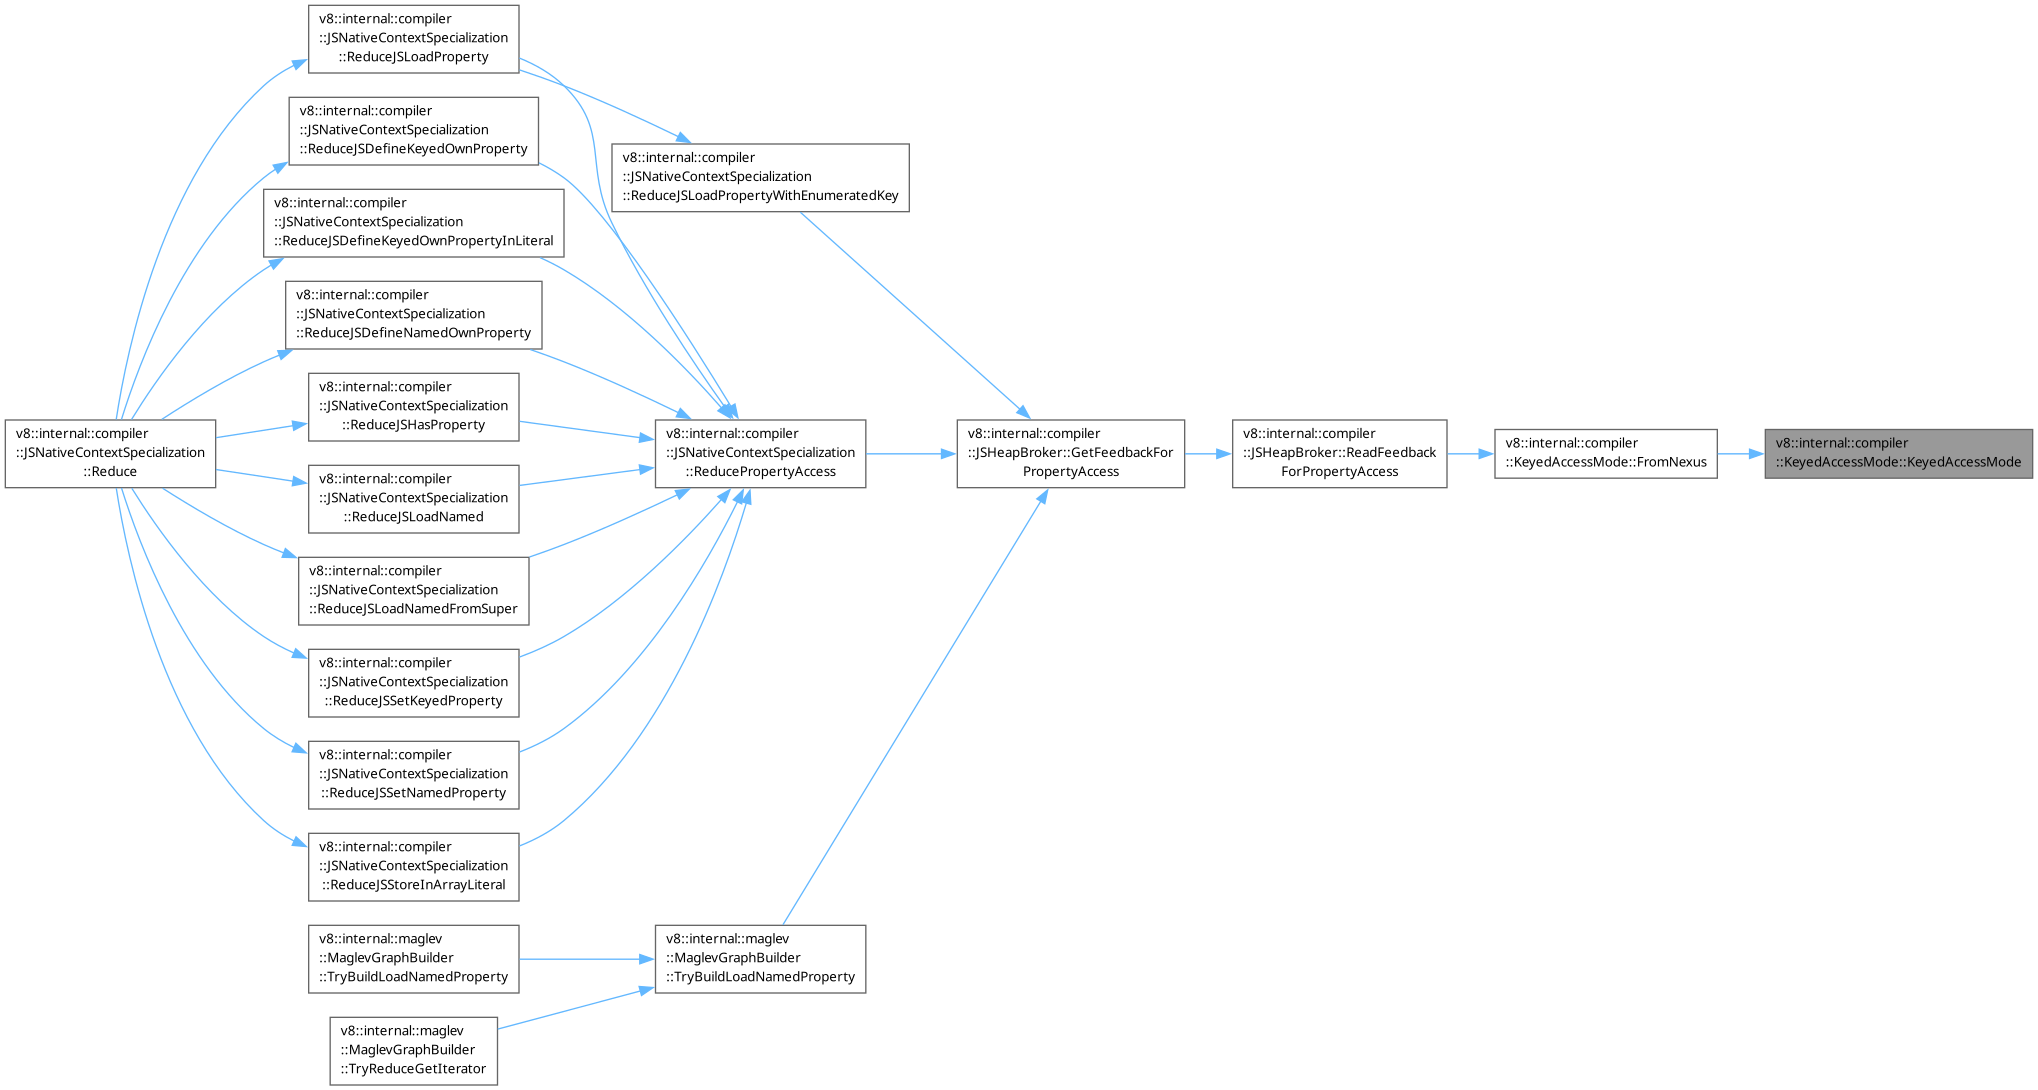 v8::internal::compiler
::JSNativeContextSpecialization
::ReduceJSLoadProperty
v8::internal::compiler
::JSNativeContextSpecialization
::ReduceJSDefineKeyedOwnProperty
v8::internal::compiler
::JSNativeContextSpecialization
::ReduceJSLoadPropertyWithEnumeratedKey
v8::internal::compiler
::JSNativeContextSpecialization
::ReduceJSDefineKeyedOwnPropertyInLiteral
v8::internal::compiler
::JSNativeContextSpecialization
::ReduceJSDefineNamedOwnProperty
v8::internal::compiler
::JSNativeContextSpecialization
::ReduceJSHasProperty
v8::internal::compiler
::JSNativeContextSpecialization
::Reduce
v8::internal::compiler
::JSNativeContextSpecialization
::ReducePropertyAccess
v8::internal::compiler
::JSHeapBroker::GetFeedbackFor
PropertyAccess
v8::internal::compiler
::JSHeapBroker::ReadFeedback
ForPropertyAccess
v8::internal::compiler
::KeyedAccessMode::FromNexus
v8::internal::compiler
::KeyedAccessMode::KeyedAccessMode
v8::internal::compiler
::JSNativeContextSpecialization
::ReduceJSLoadNamed
v8::internal::compiler
::JSNativeContextSpecialization
::ReduceJSLoadNamedFromSuper
v8::internal::compiler
::JSNativeContextSpecialization
::ReduceJSSetKeyedProperty
v8::internal::compiler
::JSNativeContextSpecialization
::ReduceJSSetNamedProperty
v8::internal::compiler
::JSNativeContextSpecialization
::ReduceJSStoreInArrayLiteral
v8::internal::maglev
::MaglevGraphBuilder
::TryBuildLoadNamedProperty
v8::internal::maglev
::MaglevGraphBuilder
::TryBuildLoadNamedProperty
v8::internal::maglev
::MaglevGraphBuilder
::TryReduceGetIterator